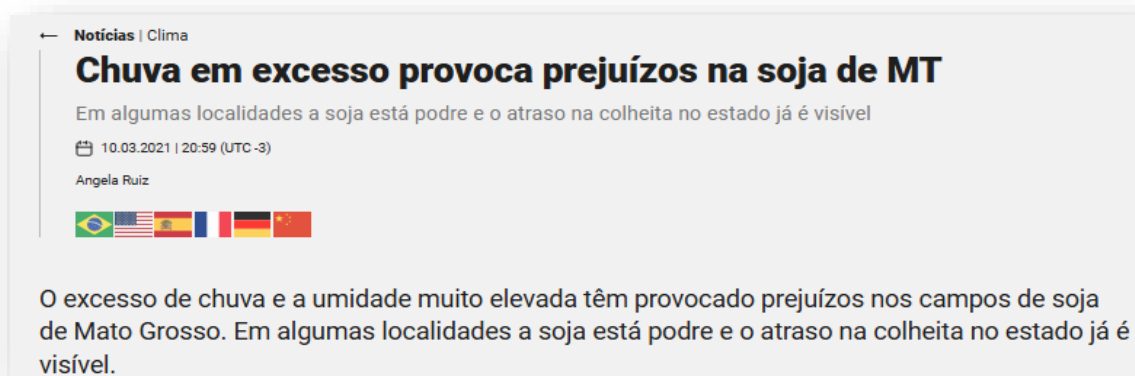 ← Notícias | Clima
Chuva em excesso provoca prejuízos na soja de MT
Em algumas localidades a soja está podre e o atraso na colheita no estado já é visível
10.03.2021 | 20:59 (UTC -3)
Angela Ruiz
O excesso de chuva e a umidade muito elevada têm provocado prejuízos nos campos de soja
de Mato Grosso. Em algumas localidades a soja está podre e o atraso na colheita no estado já é
visível.